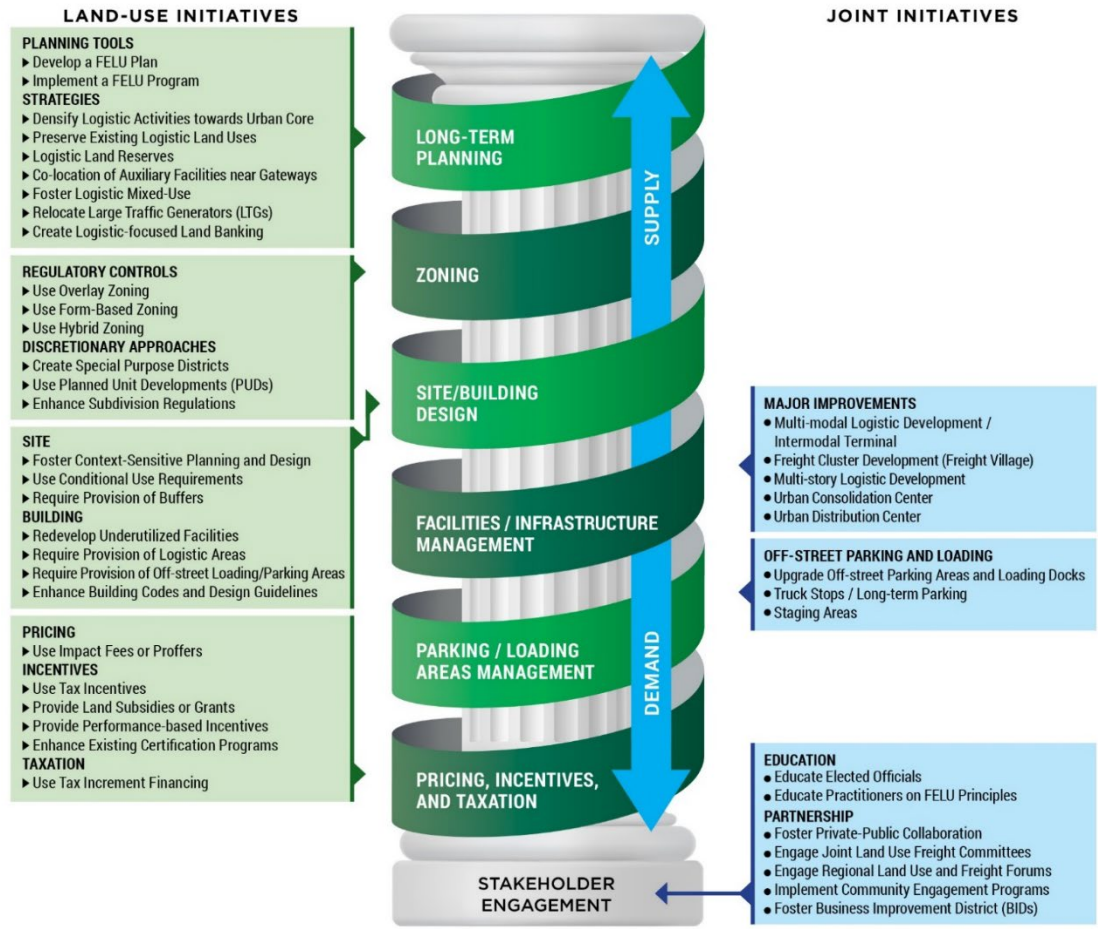 LAND-USE INITIATIVES
PLANNING TOOLS
▶ Develop a FELU Plan
▶ Implement a FELU Program
STRATEGIES
▶ Densify Logistic Activities towards Urban Core
▶ Preserve Existing Logistic Land Uses
▶ Logistic Land Reserves
▶ Co-location of Auxiliary Facilities near Gateways
▶ Foster Logistic Mixed-Use
▶ Relocate Large Traffic Generators (LTGs)
▶ Create Logistic-focused Land Banking
REGULATORY CONTROLS
▶ Use Overlay Zoning
▶ Use Form-Based Zoning
▶ Use Hybrid Zoning
DISCRETIONARY APPROACHES
▶ Create Special Purpose Districts
▶ Use Planned Unit Developments (PUDs)
▶ Enhance Subdivision Regulations
SITE
▶ Foster Context-Sensitive Planning and Design
▶ Use Conditional Use Requirements
▶ Require Provision of Buffers
BUILDING
▶ Redevelop Underutilized Facilities
▶ Require Provision of Logistic Areas
▶ Require Provision of Off-street Loading/Parking Areas
▶ Enhance Building Codes and Design Guidelines
PRICING
▶ Use Impact Fees or Proffers
INCENTIVES
▶ Use Tax Incentives
▶ Provide Land Subsidies or Grants
▶ Provide Performance-based Incentives
▶ Enhance Existing Certification Programs
TAXATION
▶ Use Tax Increment Financing
LONG-TERM
PLANNING
ZONING
SITE/BUILDING
DESIGN
FACILITIES / INFRASTRUCTURE
MANAGEMENT
PARKING / LOADING
AREAS MANAGEMENT
PRICING, INCENTIVES,
AND TAXATION
STAKEHOLDER
ENGAGEMENT
SUPPLY
DEMAND
JOINT INITIATIVES
MAJOR IMPROVEMENTS
● Multi-modal Logistic Development /
Intermodal Terminal
● Freight Cluster Development (Freight Village)
● Multi-story Logistic Development
● Urban Consolidation Center
● Urban Distribution Center
OFF-STREET PARKING AND LOADING
● Upgrade Off-street Parking Areas and Loading Docks
● Truck Stops / Long-term Parking
● Staging Areas
EDUCATION
● Educate Elected Officials
● Educate Practitioners on FELU Principles
PARTNERSHIP
● Foster Private-Public Collaboration
● Engage Joint Land Use Freight Committees
● Engage Regional Land Use and Freight Forums
● Implement Community Engagement Programs
● Foster Business Improvement District (BIDs)